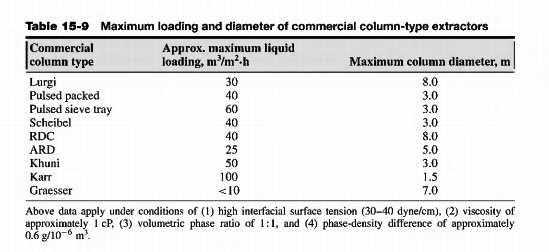 Table 15-9 Maximum loading and diameter of commercial column-type extractors
Commercial column type Approx. maximum liquid loading, m³/m²·h Maximum column diameter, m
Lurgi 30 8.0
Pulsed packed 40 3.0
Pulsed sieve tray 60 3.0
Scheibel 40 3.0
RDC 40 8.0
ARD 25 5.0
Khuni 50 3.0
Karr 100 1.5
Graesser <10 7.0
Above data apply under conditions of (1) high interfacial surface tension (30–40 dyne/cm), (2) viscosity of
approximately 1 cP, (3) volumetric phase ratio of 1:1, and (4) phase-density difference of approximately
0.6 g/10⁻⁶ m³.